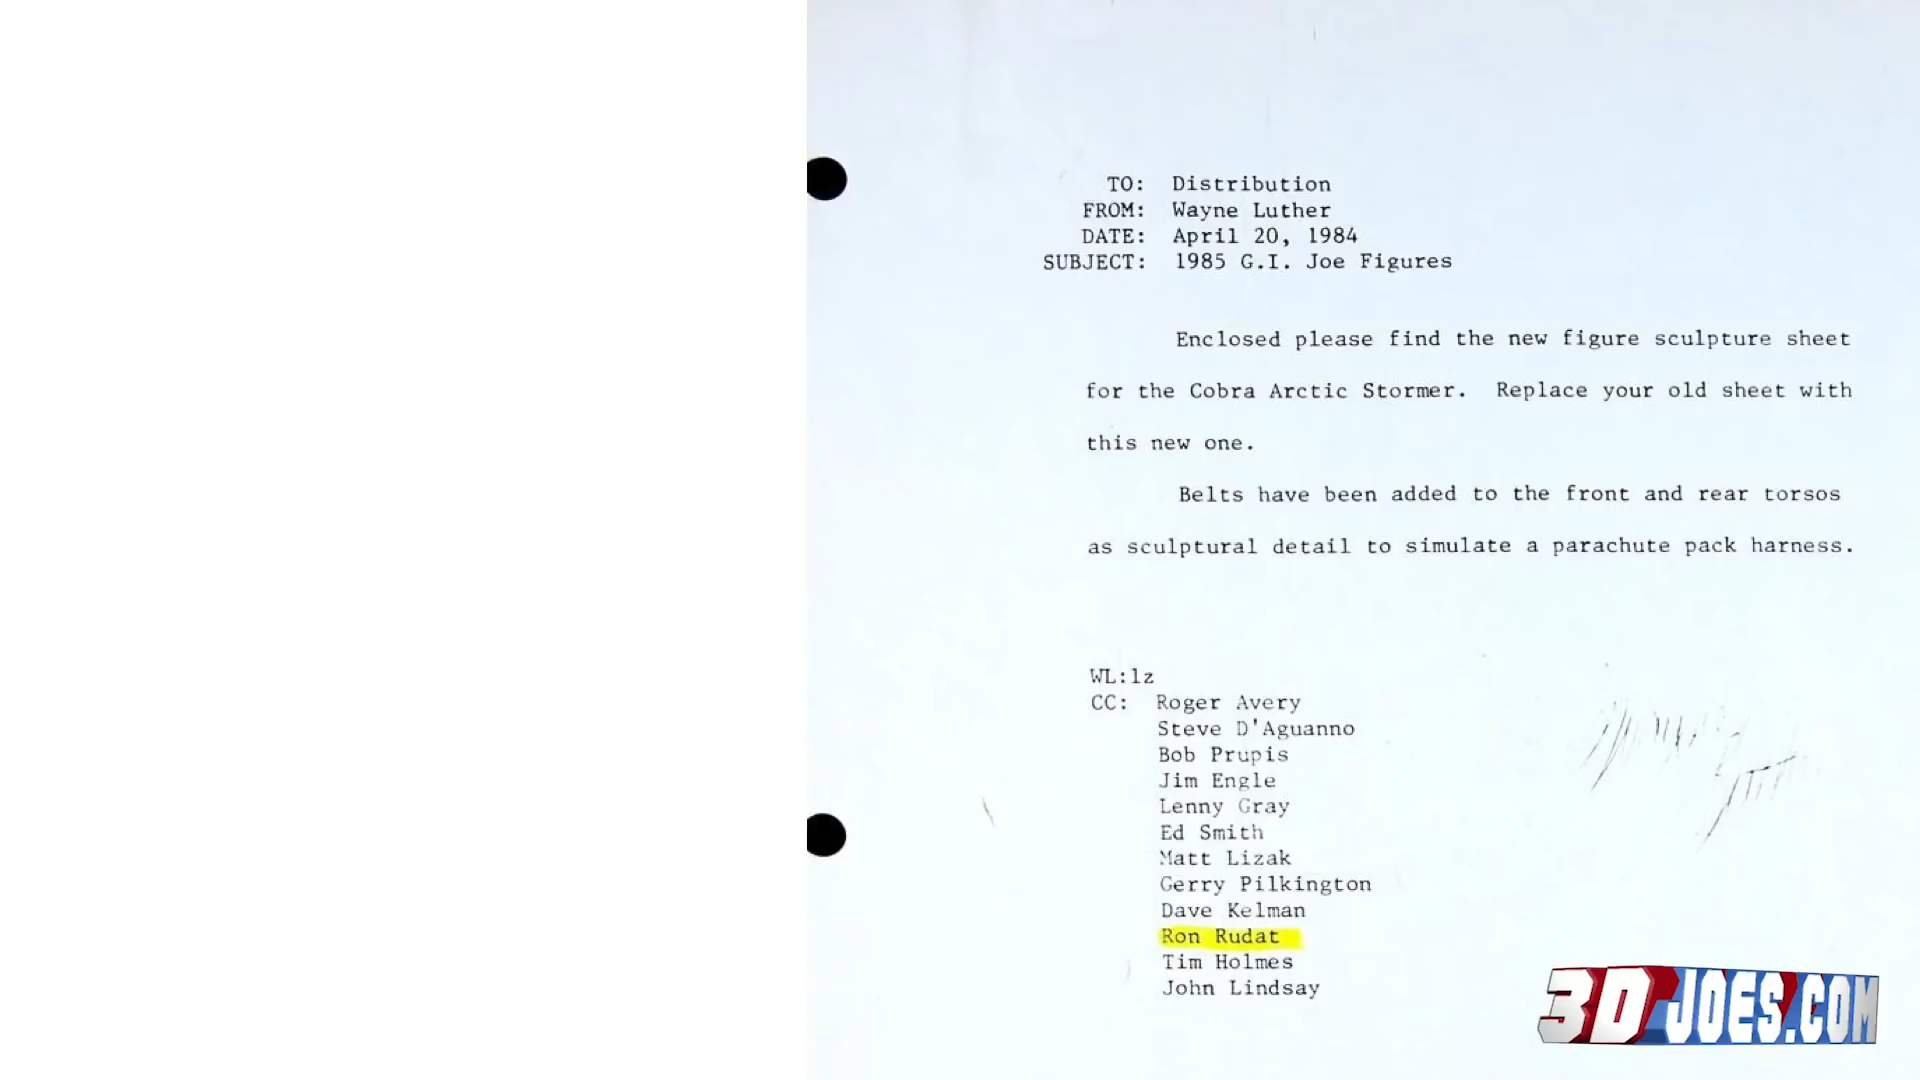 TO: Distribution
FROM: Wayne Luther
DATE: April 20, 1984
SUBJECT: 1985 G.I. Joe Figures
Enclosed please find the new figure sculpture sheet
for the Cobra Arctic Stormer. Replace your old sheet with
this new one.
Belts have been added to the front and rear torsos
as sculptural detail to simulate a parachute pack harness.
WL:lz
CC: Roger Avery
Steve D'Aguanno
Bob Prupis
Jim Engle
Lenny Gray
Ed Smith
Matt Lizak
Gerry Pilkington
Dave Kelman
Ron Rudat
Tim Holmes
John Lindsay
3DJOES.COM